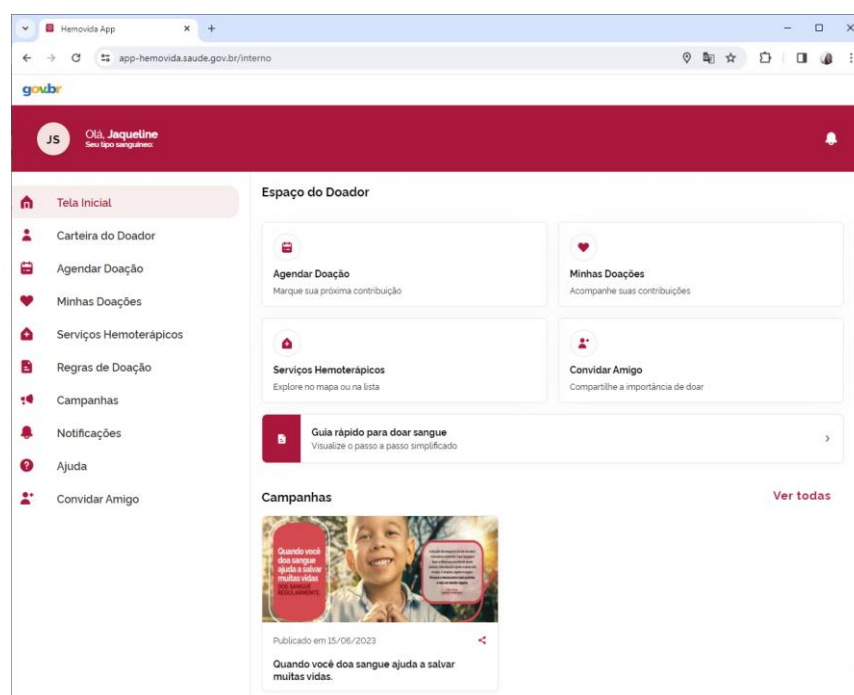 Hemovida App
app-hemovida.saude.gov.br/interno
gov.br
JS
Olá, Jaqueline
Seu tipo sanguíneo:
Tela Inicial
Carteira do Doador
Agendar Doação
Minhas Doações
Serviços Hemoterápicos
Regras de Doação
Campanhas
Notificações
Ajuda
Convidar Amigo
Espaço do Doador
Agendar Doação
Marque sua próxima contribuição
Minhas Doações
Acompanhe suas contribuições
Serviços Hemoterápicos
Explore no mapa ou na lista
Convidar Amigo
Compartilhe a importância de doar
Guia rápido para doar sangue
Visualize o passo a passo simplificado
Campanhas
Ver todas
Quando você
doa sangue
ajuda a salvar
muitas vidas
DOE SANGUE
REGULARMENTE.
Publicado em 15/06/2023
Quando você doa sangue ajuda a salvar
muitas vidas.